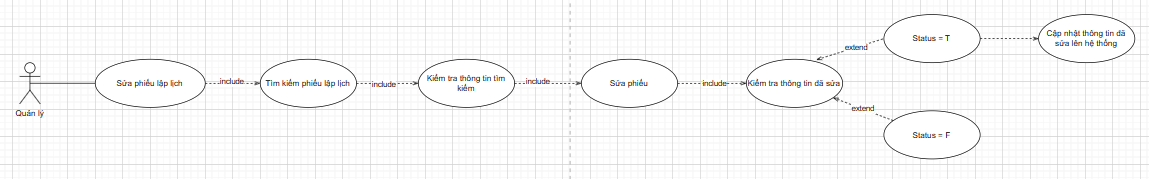 Quản lý
Sửa phiếu lập lịch
include
Tìm kiếm phiếu lập lịch
include
Kiểm tra thông tin tìm
kiếm
include
Sửa phiếu
include
Kiểm tra thông tin đã sửa
extend
Status = T
Cập nhật thông tin đã
sửa lên hệ thống
extend
Status = F